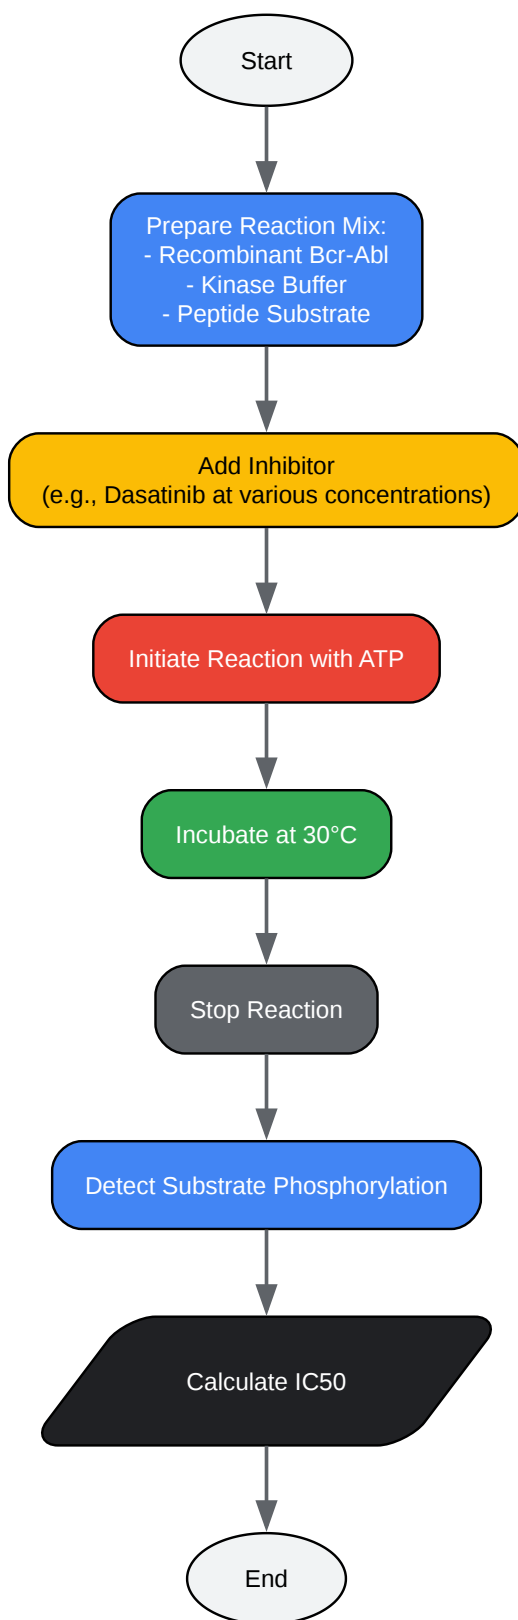 Start
Prepare Reaction Mix:
- Recombinant Bcr-Abl
- Kinase Buffer
- Peptide Substrate
Add Inhibitor
(e.g., Dasatinib at various concentrations)
Initiate Reaction with ATP
Incubate at 30°C
Stop Reaction
Detect Substrate Phosphorylation
Calculate IC50
End